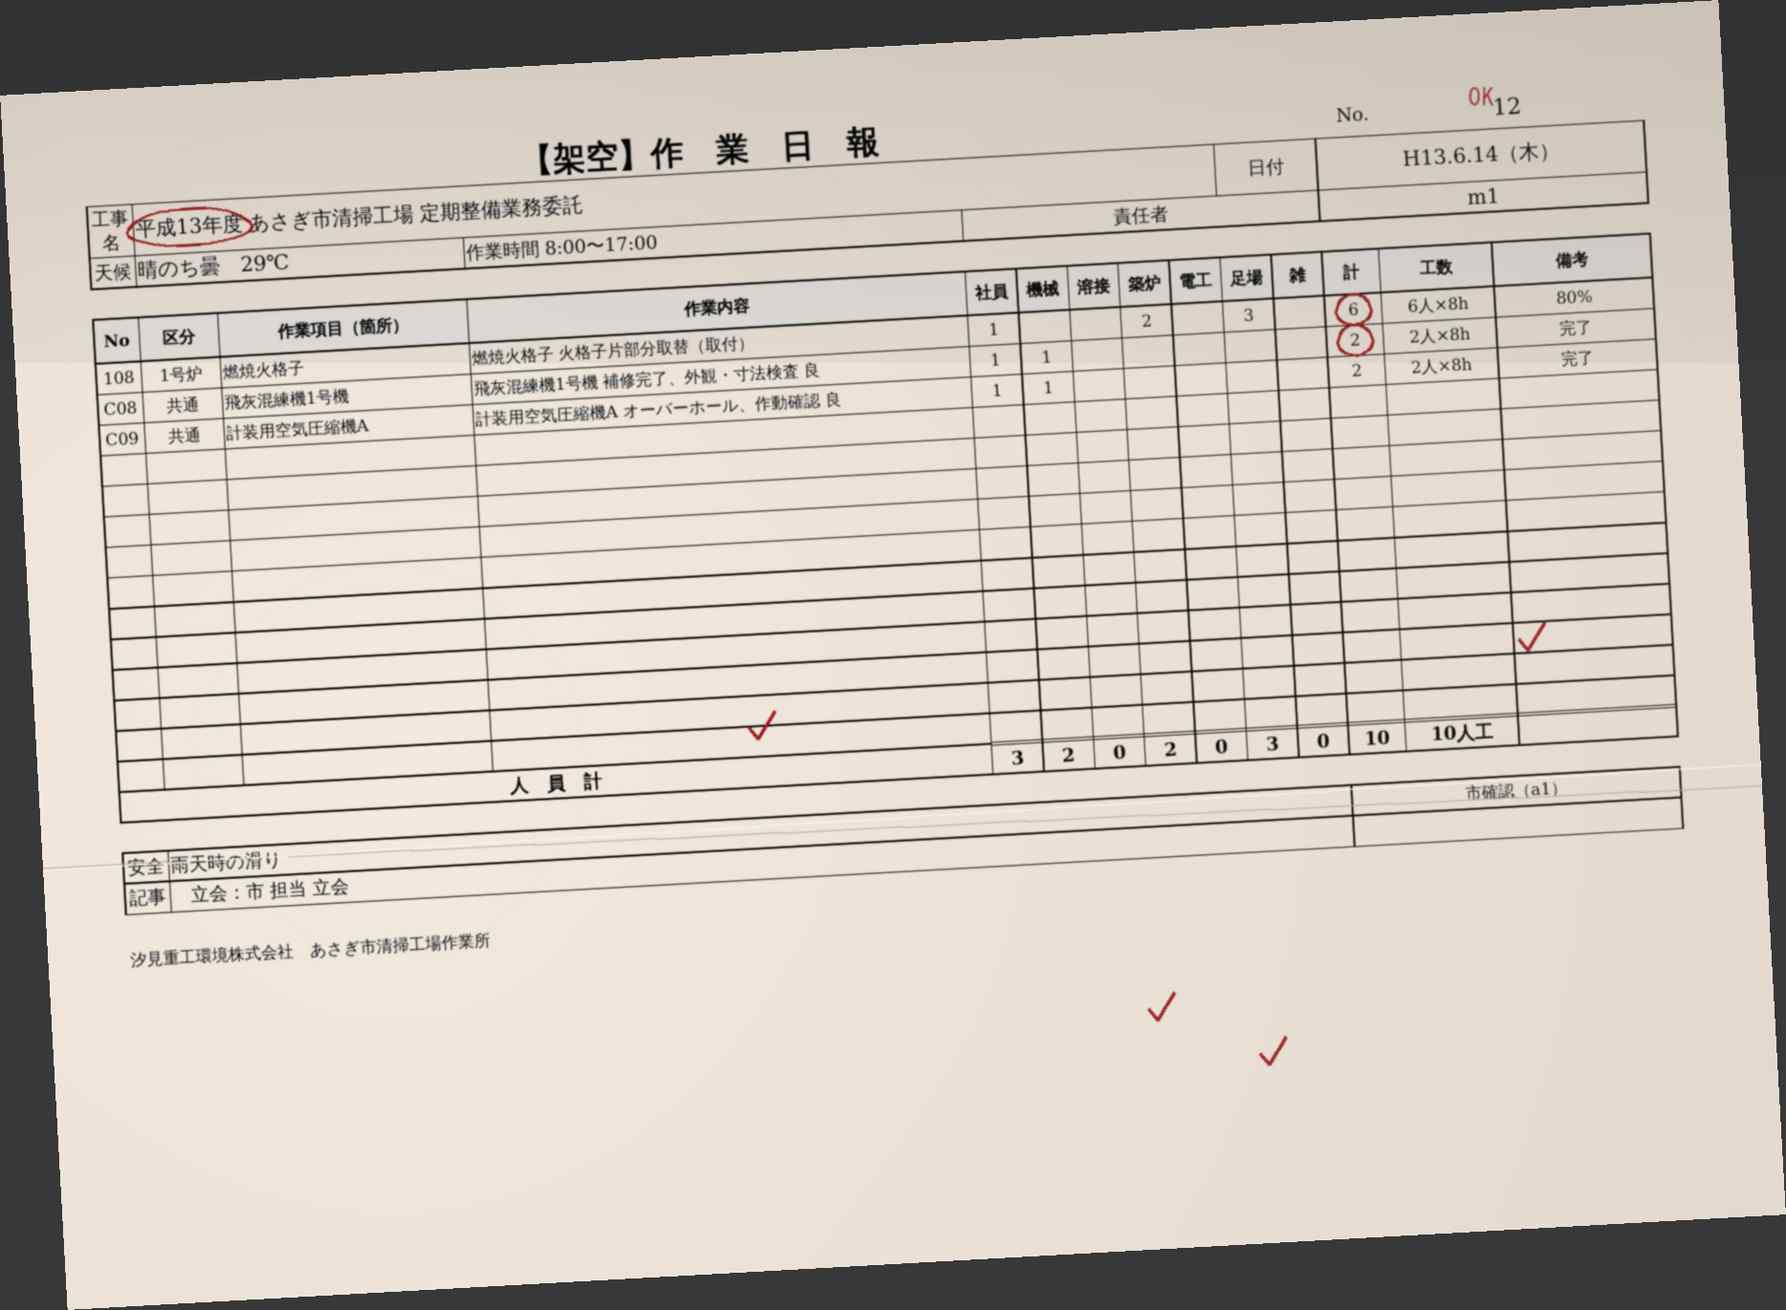 OK
No. 12
【架空】作 業 日 報
工事名 平成13年度 あさぎ市清掃工場 定期整備業務委託 日付 H13.6.14（木）
天候 晴のち曇 29℃ 作業時間 8:00〜17:00 責任者 m1
No 区分 作業項目（箇所） 作業内容 社員 機械 溶接 築炉 電工 足場 雑 計 工数 備考
108 1号炉 燃焼火格子 燃焼火格子 火格子片部分取替（取付） 1 2 3 6 6人×8h 80%
C08 共通 飛灰混練機1号機 飛灰混練機1号機 補修完了、外観・寸法検査 良 1 1 2 2人×8h 完了
C09 共通 計装用空気圧縮機A 計装用空気圧縮機A オーバーホール、作動確認 良 1 1 2 2人×8h 完了
人 員 計 3 2 0 2 0 3 0 10 10人工
安全 雨天時の滑り 市確認（a1）
記事 立会：市 担当 立会
汐見重工環境株式会社 あさぎ市清掃工場作業所